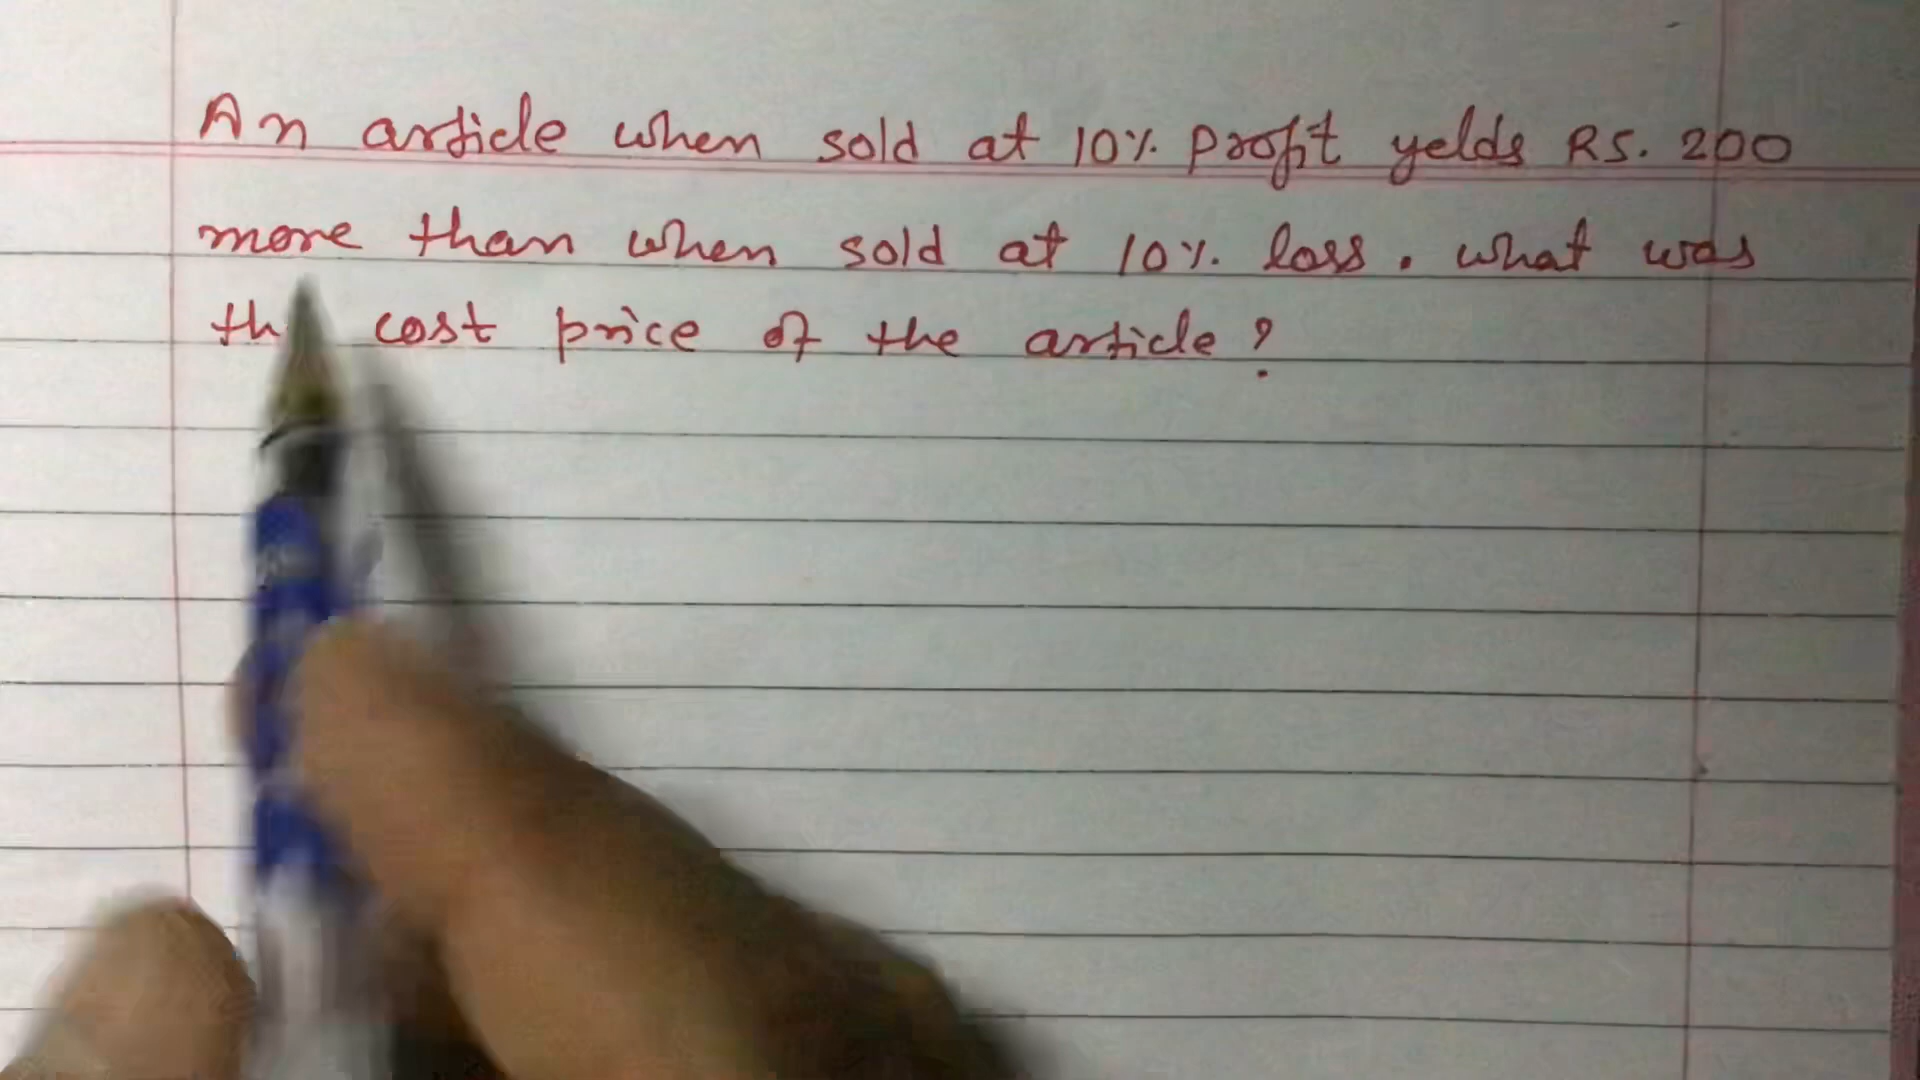 An article when sold at 10% profit yelds RS. 200
more than when sold at 10% loss. what was
cost price of the article?